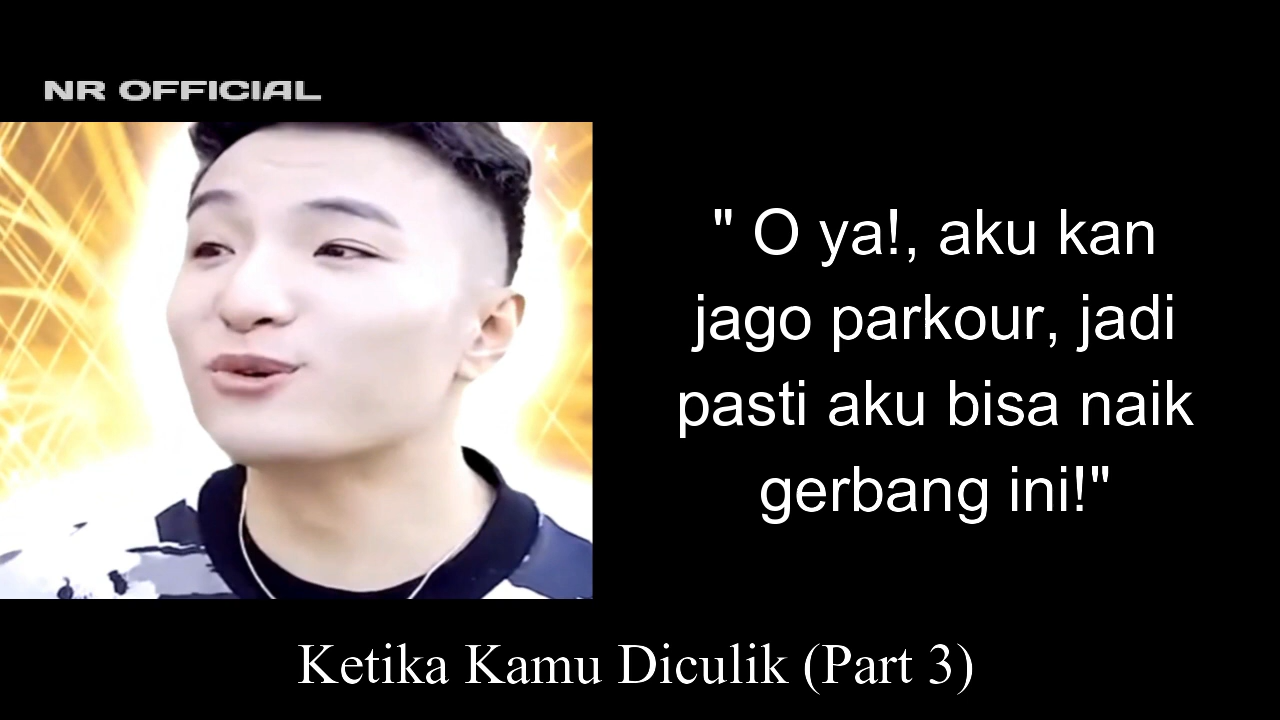 NR OFFICIAL
" O ya!, aku kan
jago parkour, jadi
pasti aku bisa naik
gerbang ini!"
Ketika Kamu Diculik (Part 3)